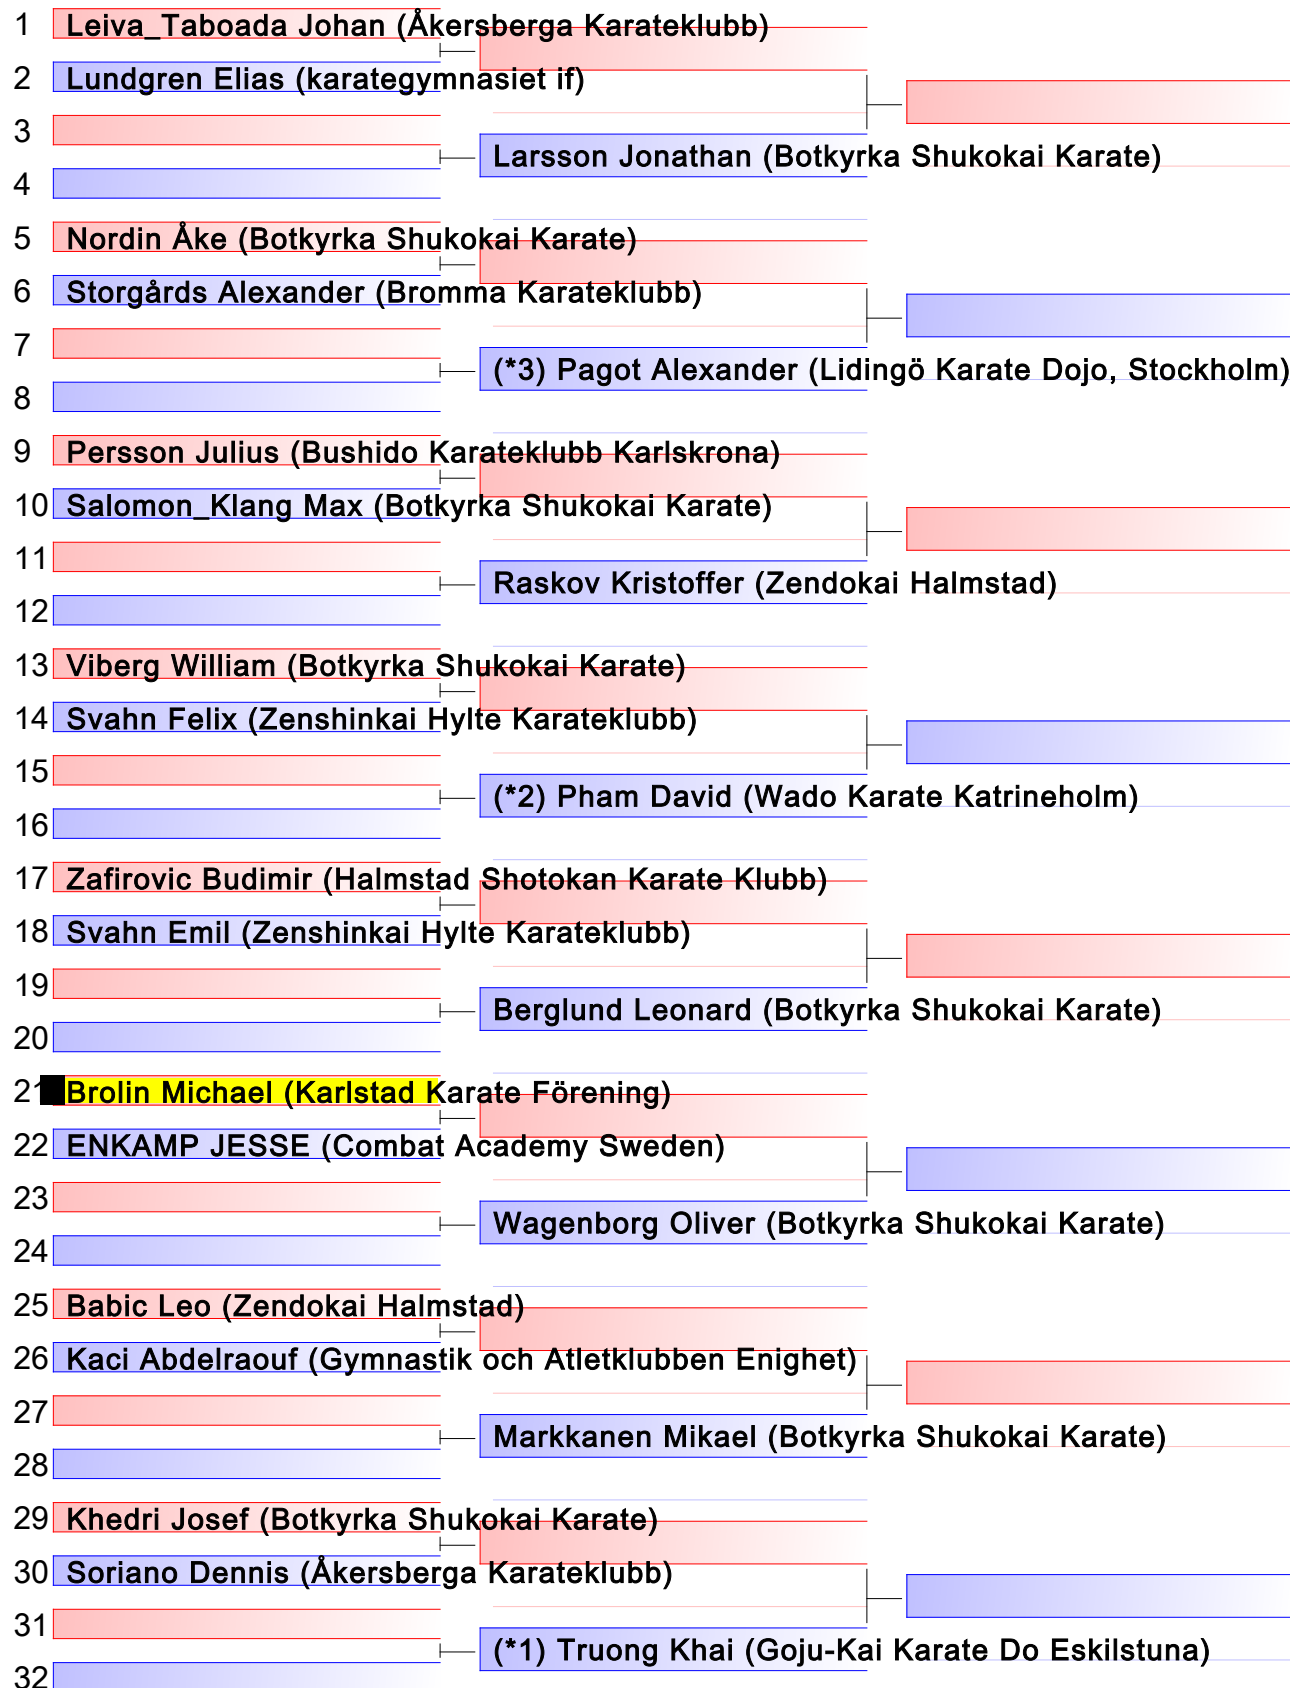 1 Leiva_Taboada Johan (Åkersberga Karateklubb)
2 Lundgren Elias (karategymnasiet if)
3
Larsson Jonathan (Botkyrka Shukokai Karate)
4
5 Nordin Åke (Botkyrka Shukokai Karate)
6 Storgårds Alexander (Bromma Karateklubb)
7
(*3) Pagot Alexander (Lidingö Karate Dojo, Stockholm)
8
9 Persson Julius (Bushido Karateklubb Karlskrona)
10 Salomon_Klang Max (Botkyrka Shukokai Karate)
11
Raskov Kristoffer (Zendokai Halmstad)
12
13 Viberg William (Botkyrka Shukokai Karate)
14 Svahn Felix (Zenshinkai Hylte Karateklubb)
15
(*2) Pham David (Wado Karate Katrineholm)
16
17 Zafirovic Budimir (Halmstad Shotokan Karate Klubb)
18 Svahn Emil (Zenshinkai Hylte Karateklubb)
19
Berglund Leonard (Botkyrka Shukokai Karate)
20
21 Brolin Michael (Karlstad Karate Förening)
22 ENKAMP JESSE (Combat Academy Sweden)
23
Wagenborg Oliver (Botkyrka Shukokai Karate)
24
25 Babic Leo (Zendokai Halmstad)
26 Kaci Abdelraouf (Gymnastik och Atletklubben Enighet)
27
Markkanen Mikael (Botkyrka Shukokai Karate)
28
29 Khedri Josef (Botkyrka Shukokai Karate)
30 Soriano Dennis (Åkersberga Karateklubb)
31
(*1) Truong Khai (Goju-Kai Karate Do Eskilstuna)
32